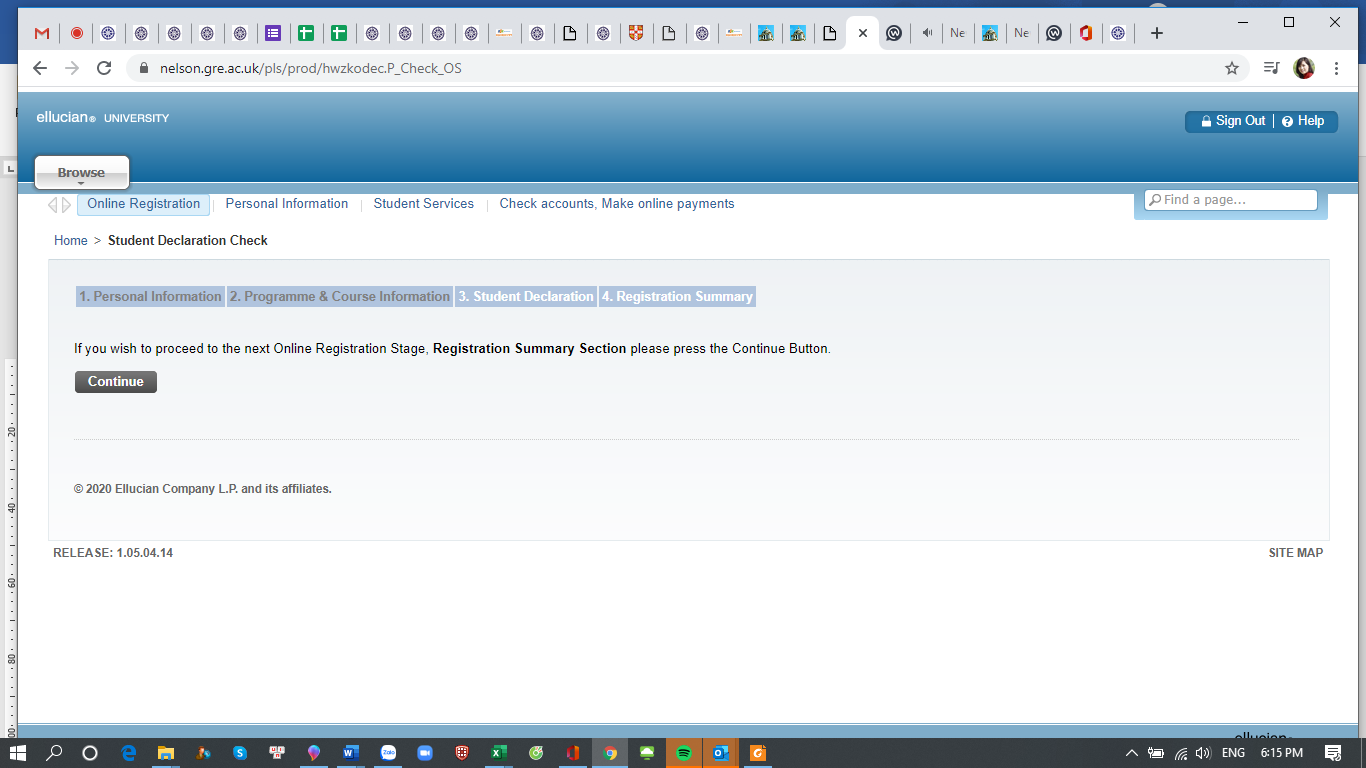 Ne
Ne
nelson.gre.ac.uk/pls/prod/hwzkodec.P_Check_OS
ellucian® UNIVERSITY
Sign Out | Help
Browse
Online Registration | Personal Information | Student Services | Check accounts, Make online payments
Find a page...
Home > Student Declaration Check
1. Personal Information 2. Programme & Course Information 3. Student Declaration 4. Registration Summary
If you wish to proceed to the next Online Registration Stage, Registration Summary Section please press the Continue Button.
Continue
© 2020 Ellucian Company L.P. and its affiliates.
RELEASE: 1.05.04.14
SITE MAP
20
40
60
80
Zalo
ENG 6:15 PM